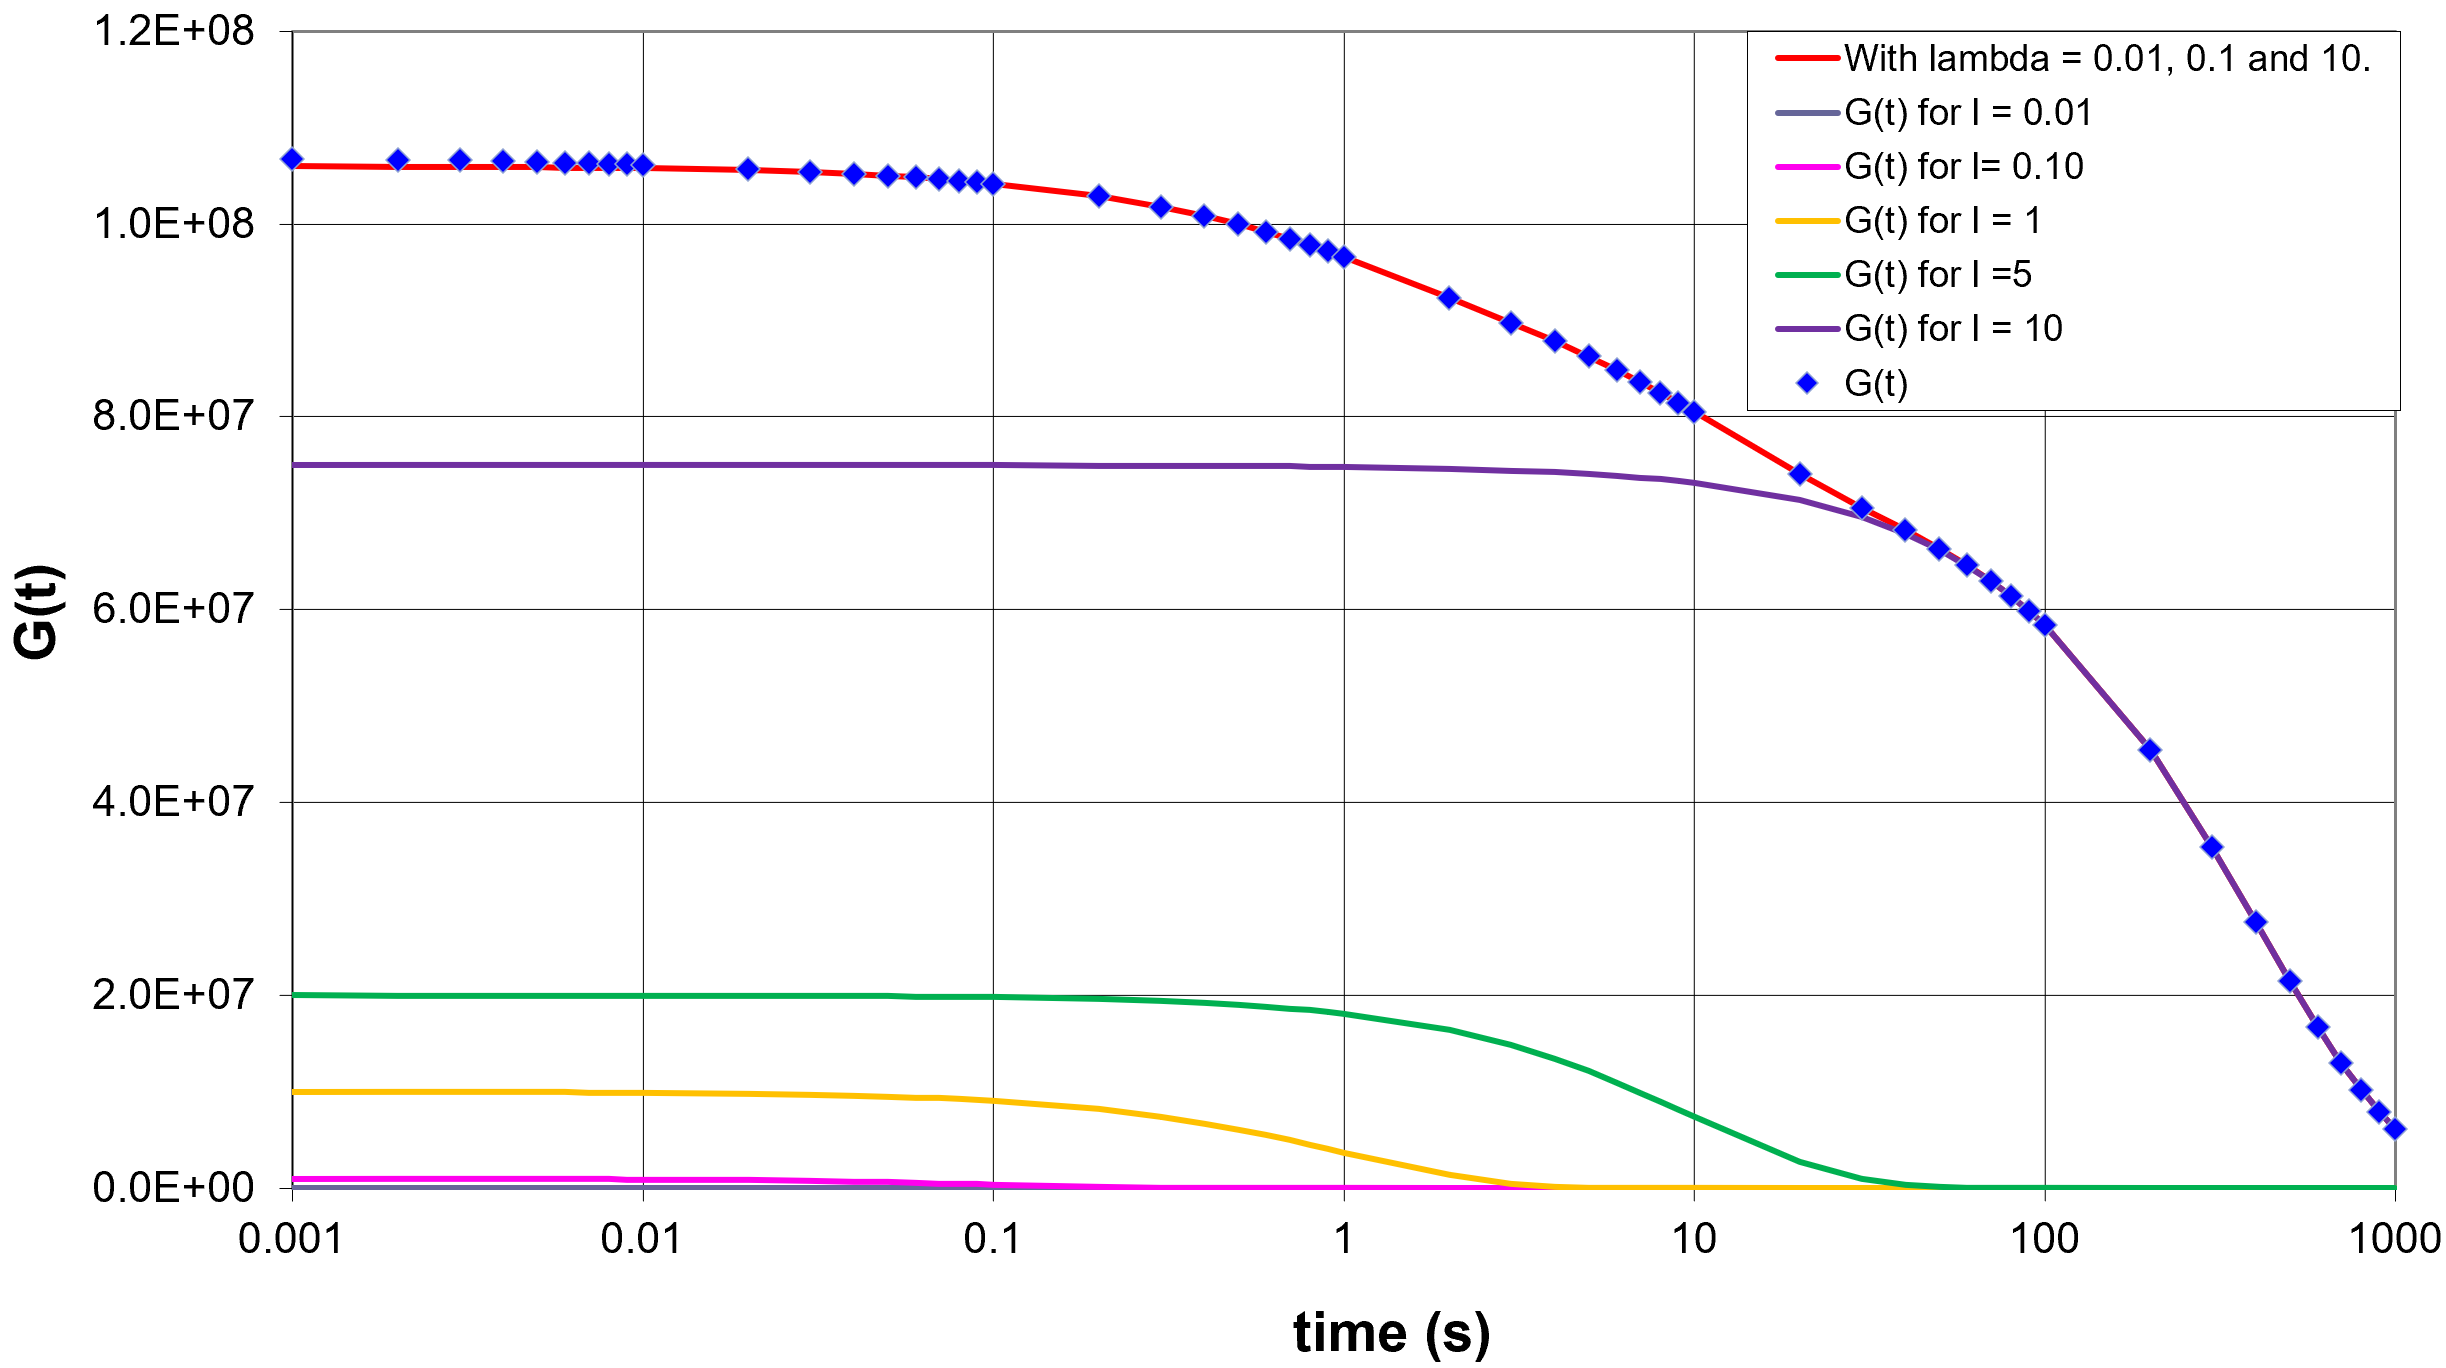 1.2E+08
1.0E+08
8.0E+07
6.0E+07
4.0E+07
2.0E+07
0.0E+00
G(t)
With lambda = 0.01, 0.1 and 10.
G(t) for l = 0.01
G(t) for l= 0.10
G(t) for l = 1
G(t) for l =5
G(t) for l = 10
G(t)
0.001 0.01 0.1 1 10 100 1000
time (s)